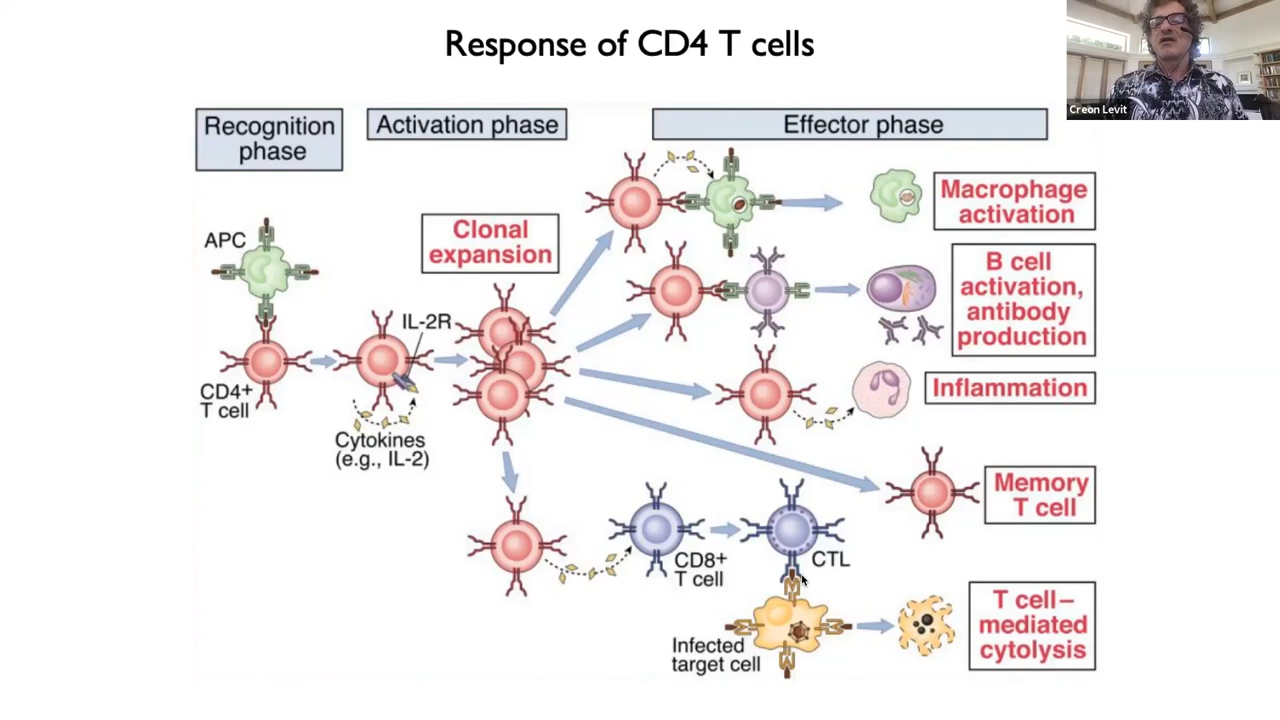 Response of CD4 T cells
Creon Levit
Recognition
phase
Activation phase
Effector phase
APC
CD4+
T cell
IL-2R
Cytokines
(e.g., IL-2)
Clonal
expansion
Macrophage
activation
B cell
activation,
antibody
production
Inflammation
Memory
T cell
CD8+
T cell
CTL
Infected
target cell
T cell–
mediated
cytolysis